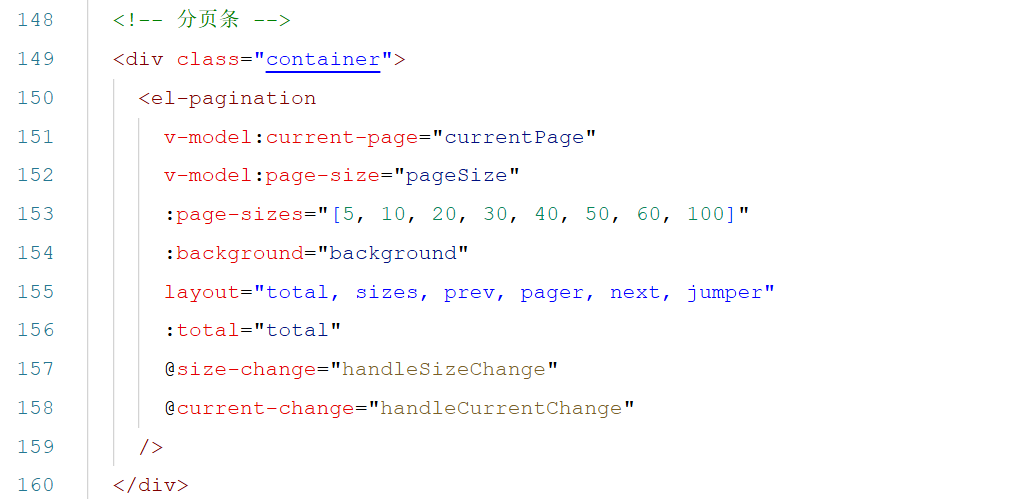 148 <!-- 分页条 -->
149 <div class="container">
150 <el-pagination
151 v-model:current-page="currentPage"
152 v-model:page-size="pageSize"
153 :page-sizes="[5, 10, 20, 30, 40, 50, 60, 100]"
154 :background="background"
155 layout="total, sizes, prev, pager, next, jumper"
156 :total="total"
157 @size-change="handleSizeChange"
158 @current-change="handleCurrentChange"
159 />
160 </div>